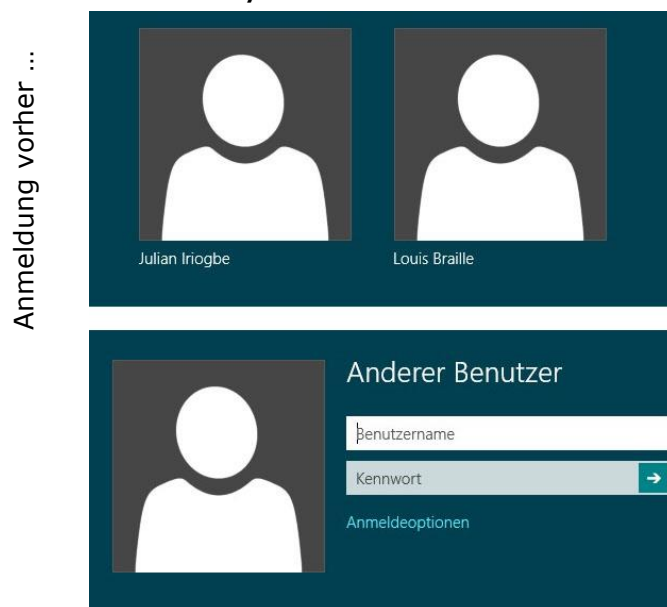 Anmeldung vorher ...
Julian Iriogbe
Louis Braille
Anderer Benutzer
Benutzername
Kennwort
Anmeldeoptionen